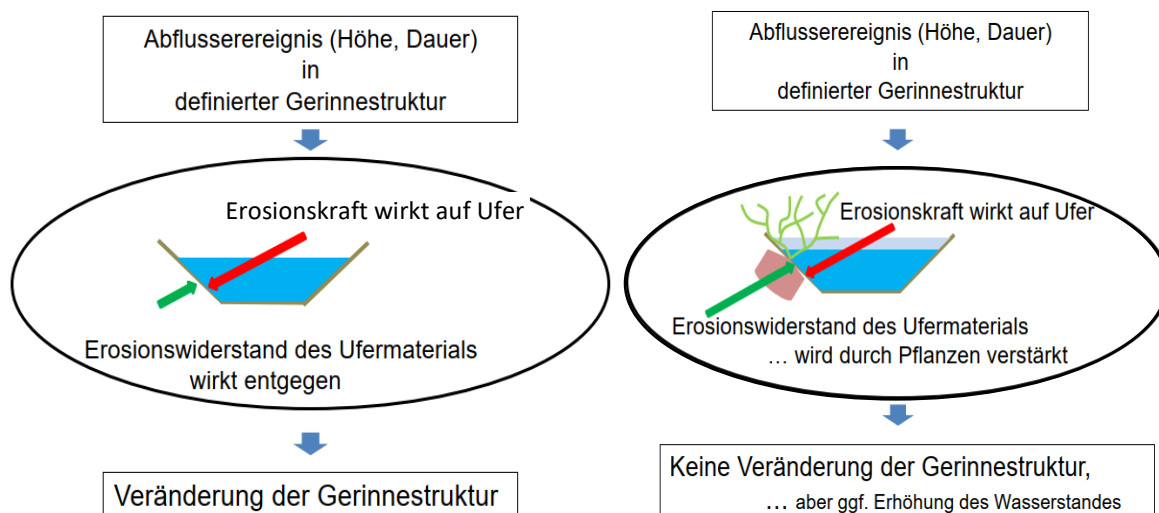 Abflusserereignis (Höhe, Dauer)
in
definierter Gerinnestruktur
Erosionskraft wirkt auf Ufer
Erosionswiderstand des Ufermaterials
wirkt entgegen
Veränderung der Gerinnestruktur
Abflusserereignis (Höhe, Dauer)
in
definierter Gerinnestruktur
Erosionskraft wirkt auf Ufer
Erosionswiderstand des Ufermaterials
... wird durch Pflanzen verstärkt
Keine Veränderung der Gerinnestruktur,
... aber ggf. Erhöhung des Wasserstandes